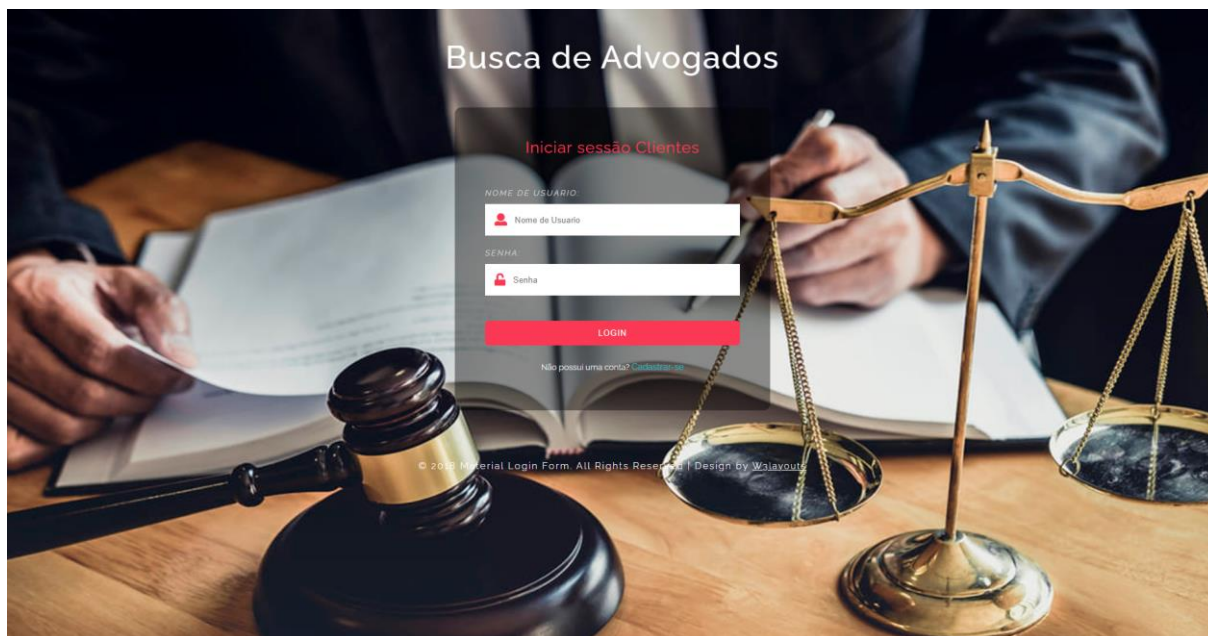 Busca de Advogados
Iniciar sessão Clientes
NOME DE USUARIO:
Nome de Usuario
SENHA:
Senha
LOGIN
Não possui uma conta? Cadastrar-se
© 2018 Material Login Form. All Rights Reserved | Design by W3layouts